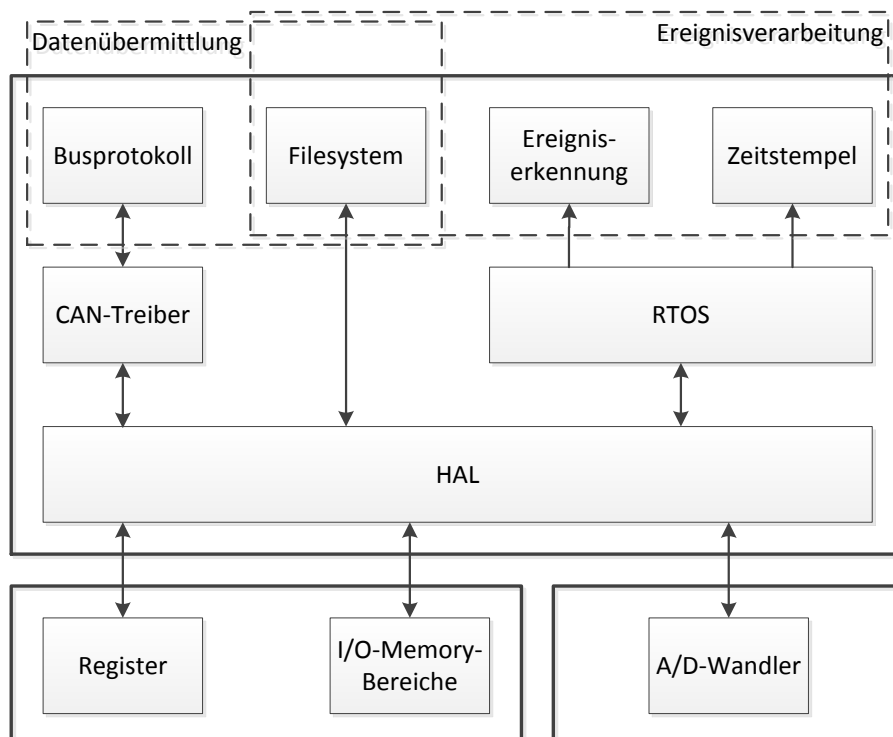 Datenübermittlung
Ereignisverarbeitung
Busprotokoll
Filesystem
Ereignis-
erkennung
Zeitstempel
CAN-Treiber
RTOS
HAL
Register
I/O-Memory-
Bereiche
A/D-Wandler